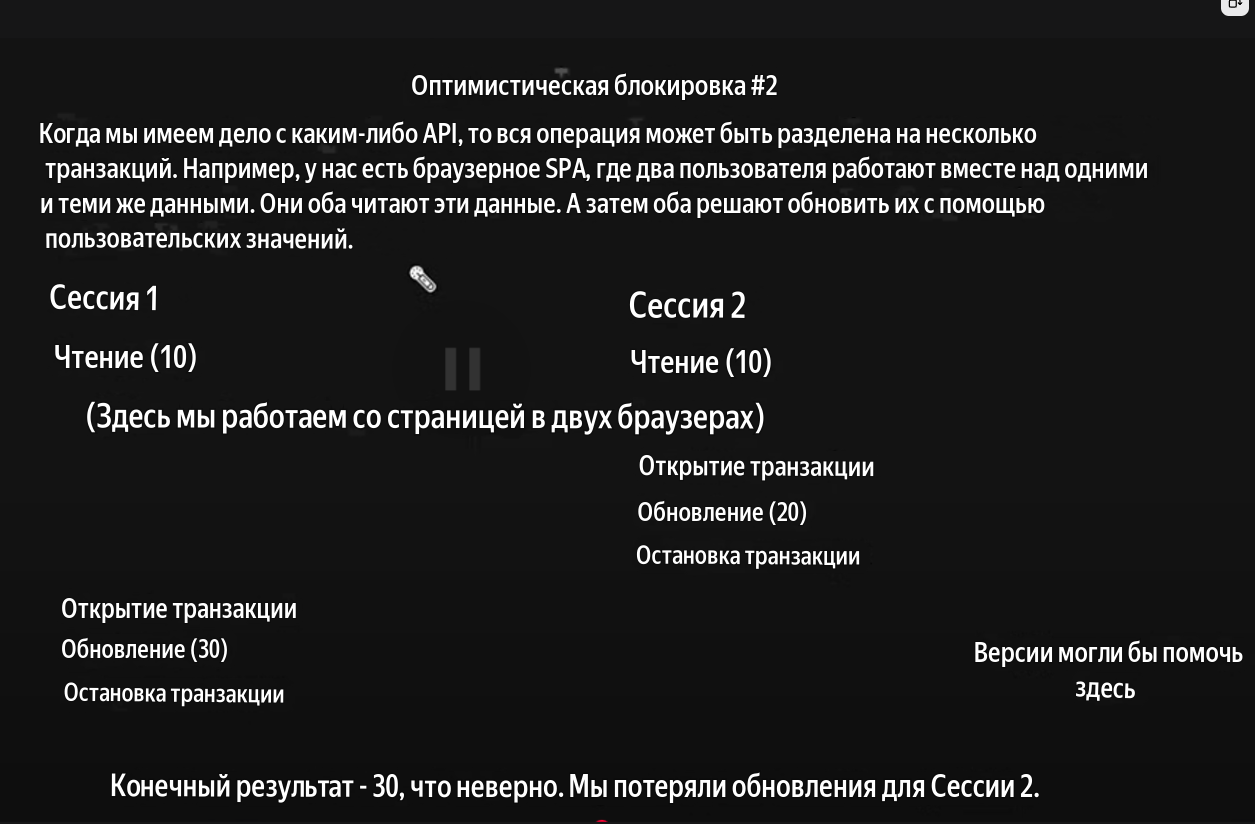 Оптимистическая блокировка #2
Когда мы имеем дело с каким-либо API, то вся операция может быть разделена на несколько
транзакций. Например, у нас есть браузерное SPA, где два пользователя работают вместе над одними
и теми же данными. Они оба читают эти данные. А затем оба решают обновить их с помощью
пользовательских значений.
Сессия 1
Сессия 2
Чтение (10)
Чтение (10)
(Здесь мы работаем со страницей в двух браузерах)
Открытие транзакции
Обновление (20)
Остановка транзакции
Открытие транзакции
Обновление (30)
Остановка транзакции
Версии могли бы помочь
здесь
Конечный результат - 30, что неверно. Мы потеряли обновления для Сессии 2.